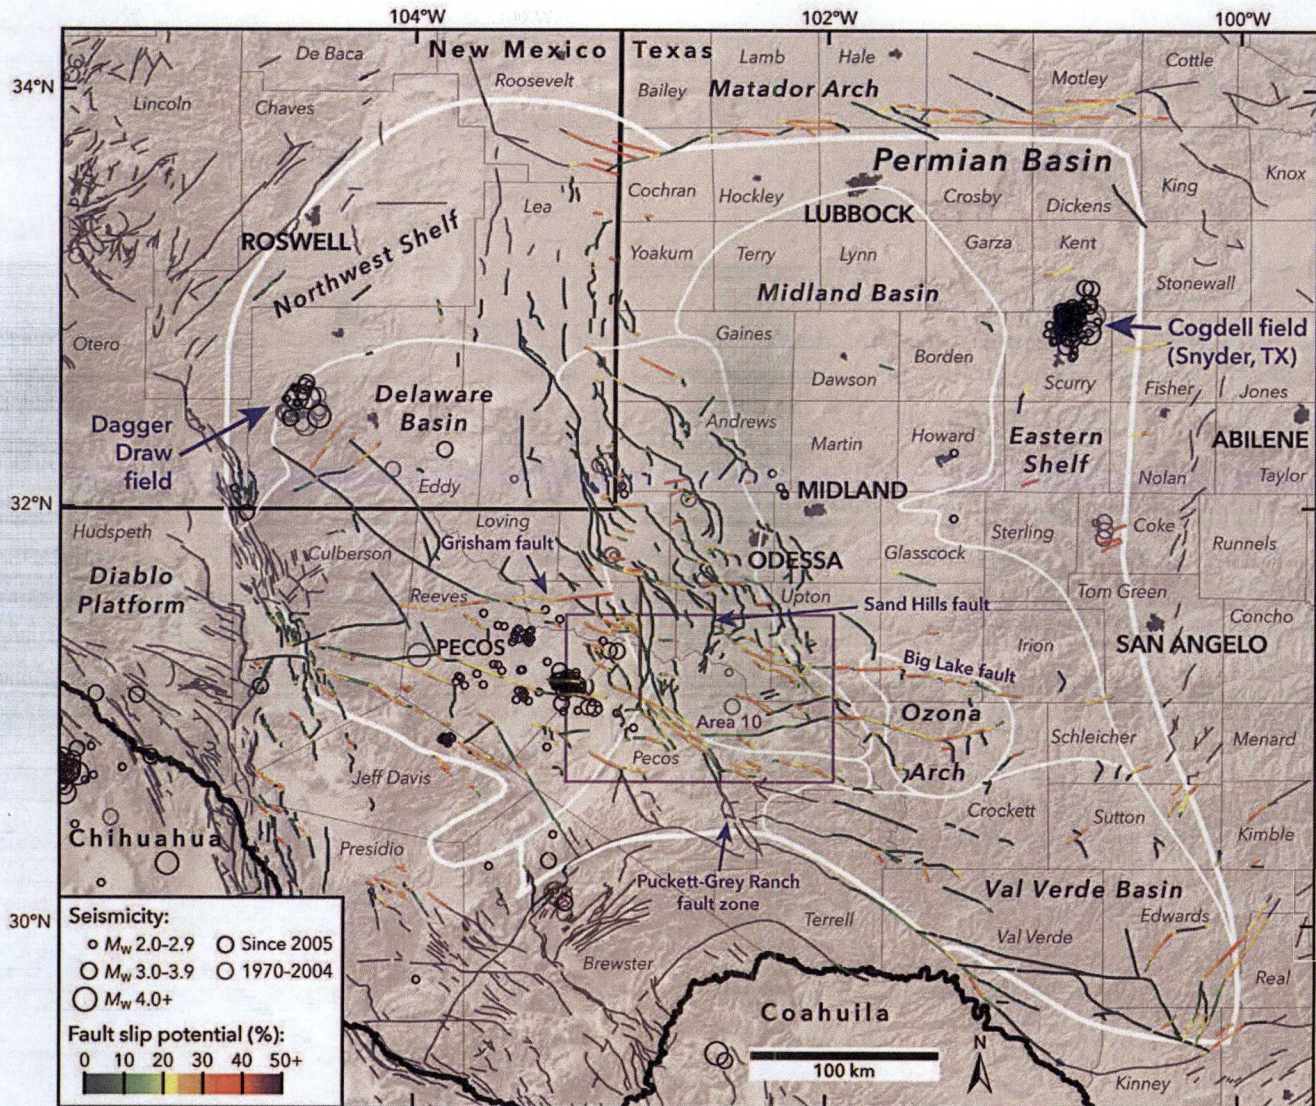 104°W
102°W
100°W
34°N
32°N
30°N
De Baca
New Mexico
Texas
Lamb
Hale
Cottle
Lincoln
Chaves
Roosevelt
Bailey
Matador Arch
Motley
Permian Basin
Cochran
Hockley
Crosby
King
Knox
Lea
LUBBOCK
Dickens
ROSWELL
Northwest Shelf
Yoakum
Terry
Lynn
Garza
Kent
Stonewall
Midland Basin
Otero
Gaines
Borden
Cogdell field
(Snyder, TX)
Dawson
Scurry
Fisher
Jones
Delaware
Basin
Andrews
Dagger
Draw
field
Martin
Howard
Eastern
Shelf
ABILENE
Eddy
MIDLAND
Nolan
Taylor
Hudspeth
Loving
Grisham fault
Culberson
ODESSA
Glasscock
Sterling
Coke
Runnels
Diablo
Platform
Reeves
Upton
Sand Hills fault
Tom Green
Concho
PECOS
Irion
SAN ANGELO
Big Lake fault
Area 10
Ozona
Arch
Schleicher
Menard
Pecos
Jeff Davis
Crockett
Sutton
Kimble
Chihuahua
Presidio
Puckett-Grey Ranch
fault zone
Val Verde Basin
Terrell
Edwards
Val Verde
Brewster
Real
Coahuila
N
100 km
Kinney
Seismicity:
Mw 2.0–2.9
Since 2005
Mw 3.0–3.9
1970–2004
Mw 4.0+
Fault slip potential (%):
0 10 20 30 40 50+